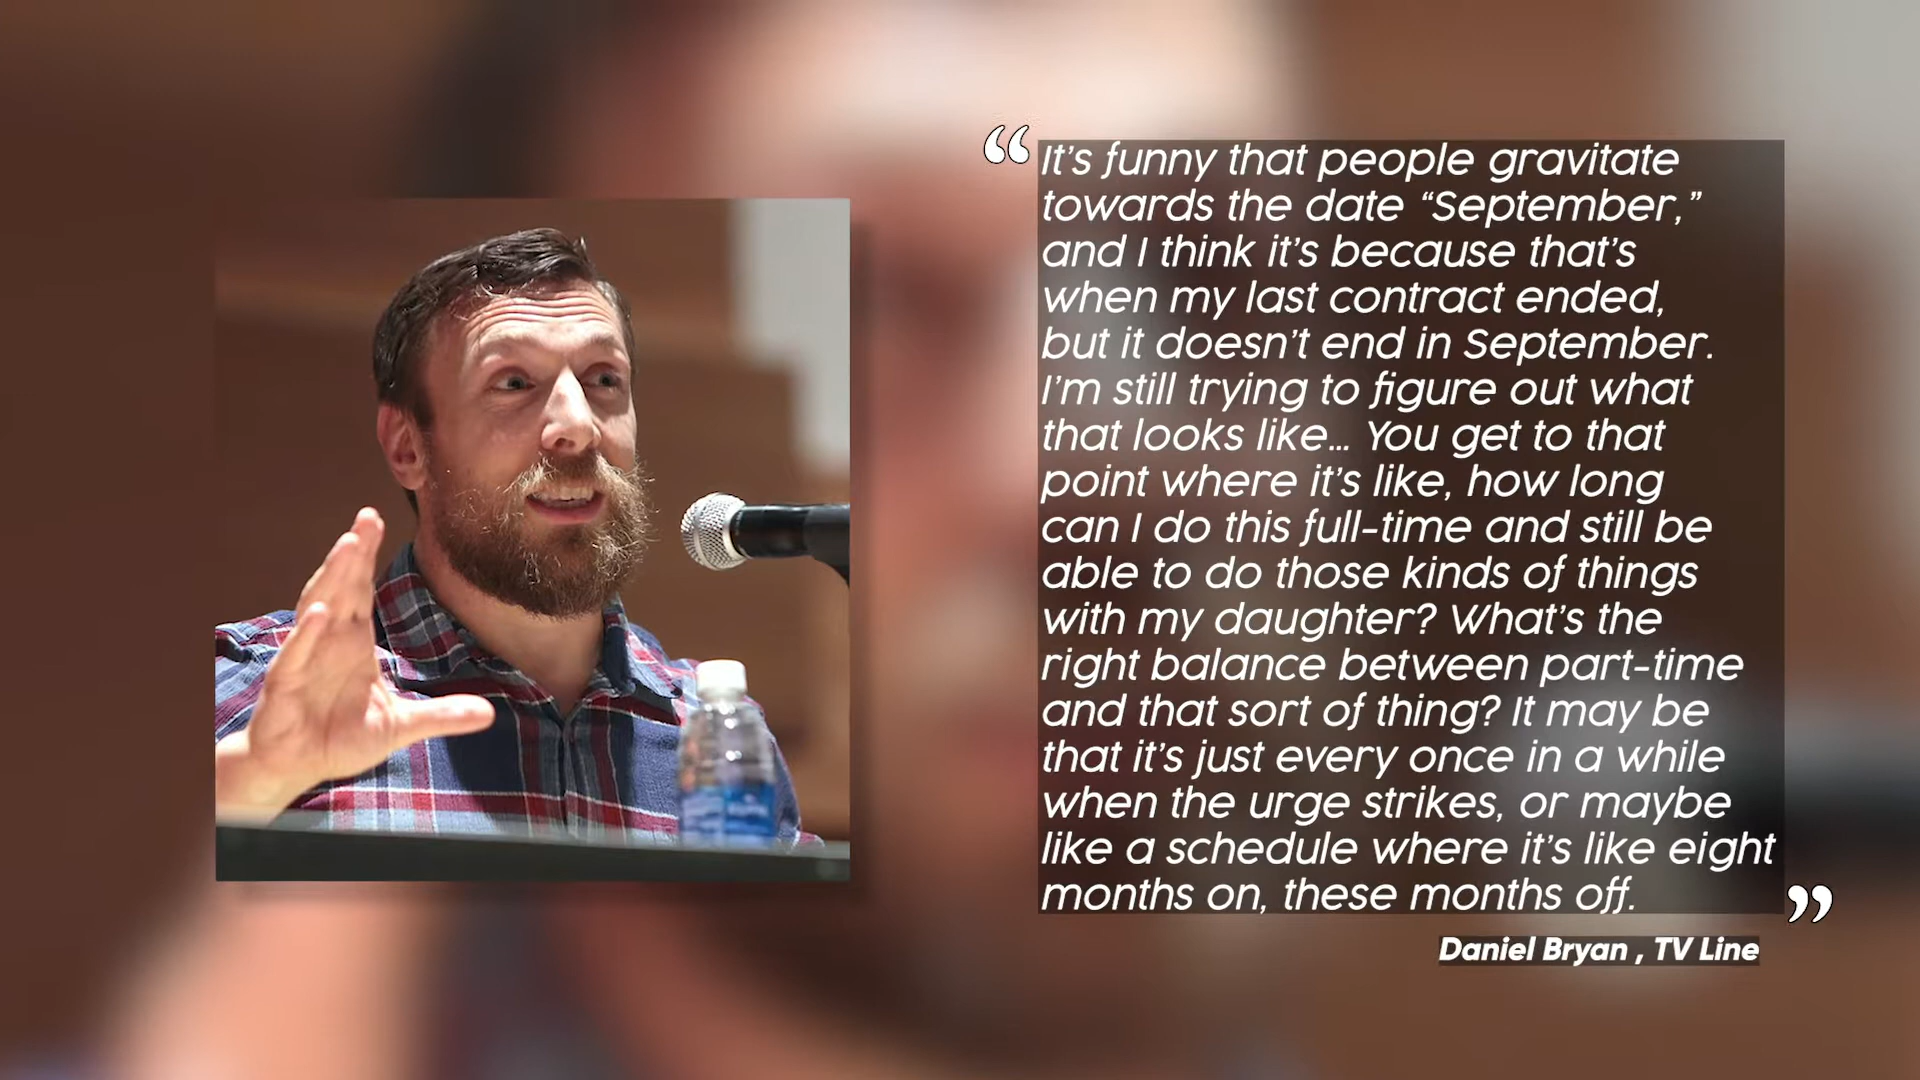 “It’s funny that people gravitate
towards the date “September,”
and I think it’s because that’s
when my last contract ended,
but it doesn’t end in September.
I’m still trying to figure out what
that looks like... You get to that
point where it’s like, how long
can I do this full-time and still be
able to do those kinds of things
with my daughter? What’s the
right balance between part-time
and that sort of thing? It may be
that it’s just every once in a while
when the urge strikes, or maybe
like a schedule where it’s like eight
months on, these months off.”
Daniel Bryan , TV Line